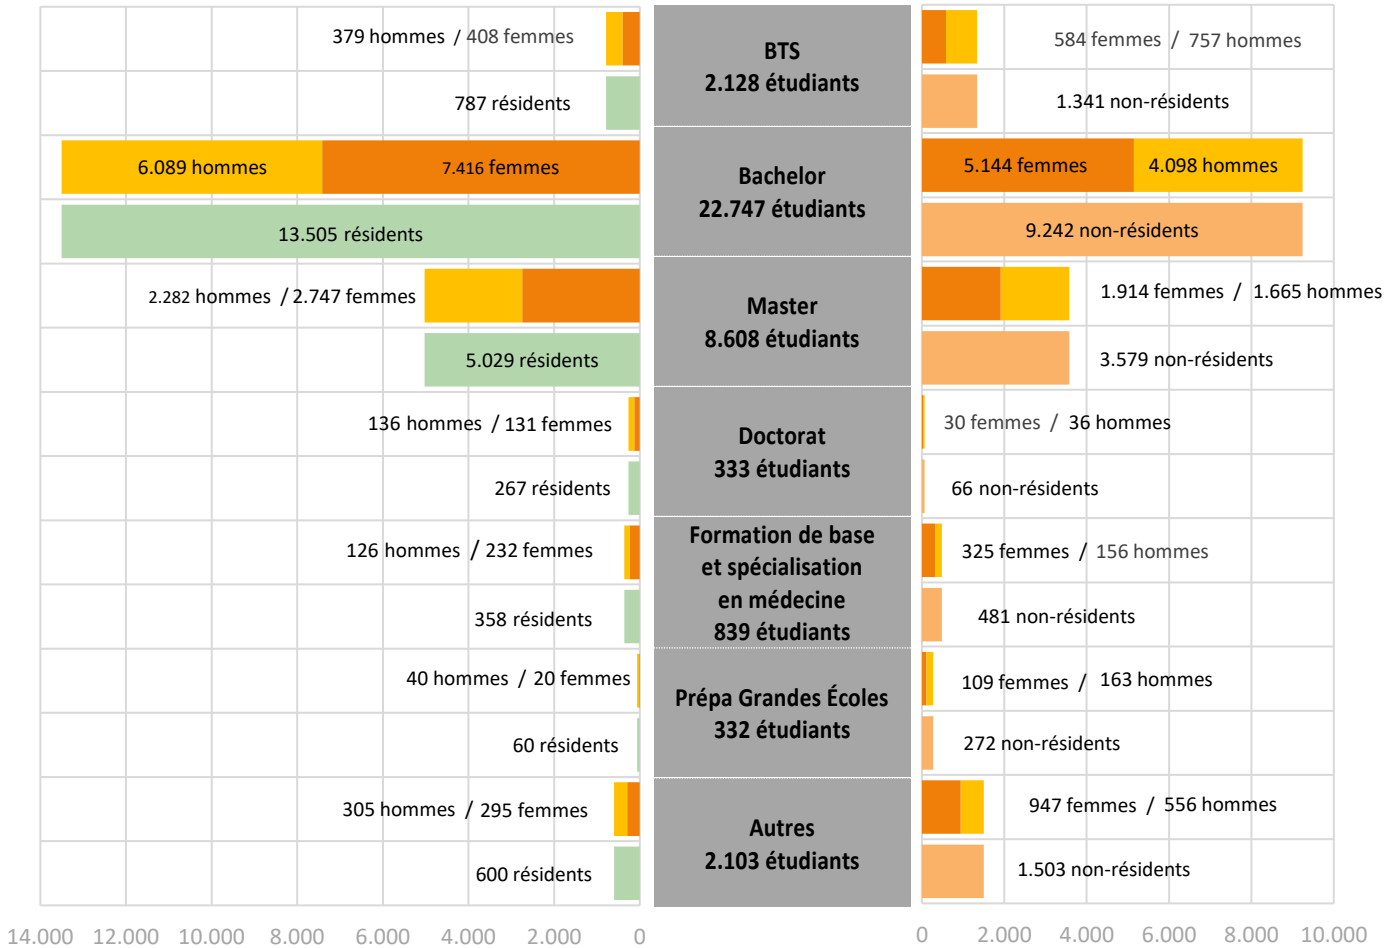 379 hommes / 408 femmes
BTS
2.128 étudiants
584 femmes / 757 hommes
787 résidents
1.341 non-résidents
6.089 hommes
7.416 femmes
Bachelor
22.747 étudiants
5.144 femmes
4.098 hommes
13.505 résidents
9.242 non-résidents
2.282 hommes / 2.747 femmes
Master
8.608 étudiants
1.914 femmes / 1.665 hommes
5.029 résidents
3.579 non-résidents
136 hommes / 131 femmes
Doctorat
333 étudiants
30 femmes / 36 hommes
267 résidents
66 non-résidents
126 hommes / 232 femmes
Formation de base
et spécialisation
en médecine
839 étudiants
325 femmes / 156 hommes
358 résidents
481 non-résidents
40 hommes / 20 femmes
Prépa Grandes Écoles
332 étudiants
109 femmes / 163 hommes
60 résidents
272 non-résidents
305 hommes / 295 femmes
Autres
2.103 étudiants
947 femmes / 556 hommes
600 résidents
1.503 non-résidents
14.000 12.000 10.000 8.000 6.000 4.000 2.000 0
0 2.000 4.000 6.000 8.000 10.000